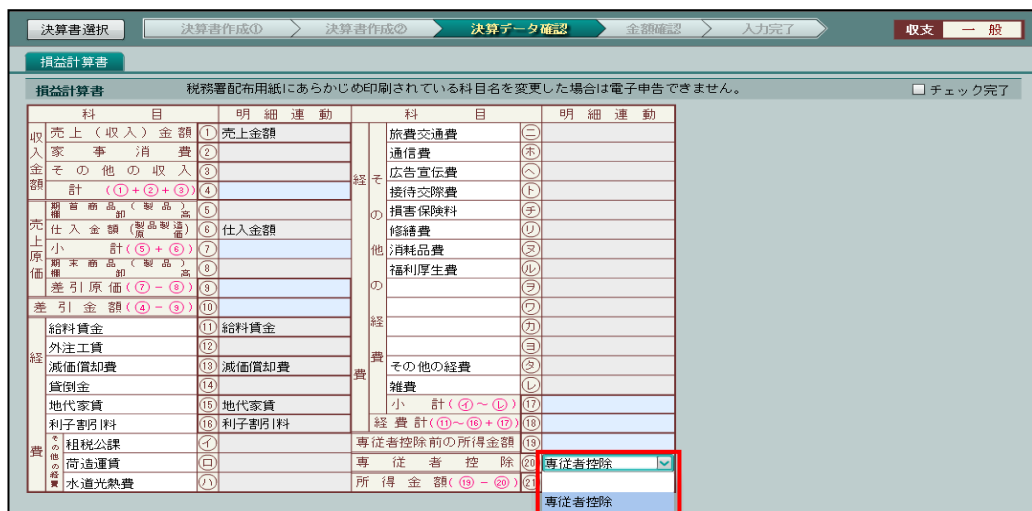 決算書選択 決算書作成① 決算書作成② 決算データ確認 金額確認 入力完了 収支 一 般
損益計算書
損益計算書 税務署配布用紙にあらかじめ印刷されている科目名を変更した場合は電子申告できません。 チェック完了
科 目 明 細 連 動
収入金額
売上（収入）金額 ① 売上金額
家 事 消 費 ②
その他の収入 ③
計 (①+②+③) ④
売上原価
期首商品（製品）棚卸高 ⑤
仕入金額(製品製造原価) ⑥ 仕入金額
小 計(⑤+⑥) ⑦
期末商品（製品）棚卸高 ⑧
差引原価(⑦-⑧) ⑨
差引金額(④-⑨) ⑩
経費
給料賃金 ⑪ 給料賃金
外注工賃 ⑫
減価償却費 ⑬ 減価償却費
貸倒金 ⑭
地代家賃 ⑮ 地代家賃
利子割引料 ⑯ 利子割引料
その他の経費
租税公課 ㋑
荷造運賃 ㋺
水道光熱費 ㋩
科 目 明 細 連 動
経費
その他の経費
旅費交通費 ㋥
通信費 ㋭
広告宣伝費 ㋬
接待交際費 ㋣
損害保険料 ㋠
修繕費 ㋷
消耗品費 ㋦
福利厚生費 ㋸
㋾
㋻
㋕
㋵
その他の経費 ㋟
雑費 ㋹
小 計(㋑～㋹) ⑰
経費計(⑪～⑯+⑰) ⑱
専従者控除前の所得金額 ⑲
専 従 者 控 除 ⑳ 専従者控除
所得金額(⑲-⑳) ㉑
専従者控除